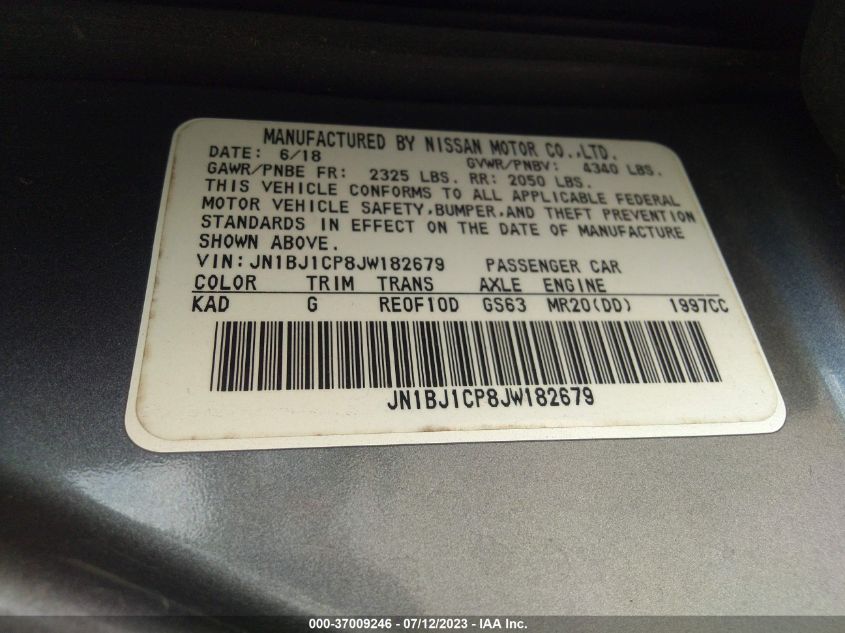 MANUFACTURED BY NISSAN MOTOR CO.,LTD.
DATE: 6/18 GVWR/PNBV: 4340 LBS.
GAWR/PNBE FR: 2325 LBS. RR: 2050 LBS.
THIS VEHICLE CONFORMS TO ALL APPLICABLE FEDERAL
MOTOR VEHICLE SAFETY,BUMPER,AND THEFT PREVENTION
STANDARDS IN EFFECT ON THE DATE OF MANUFACTURE
SHOWN ABOVE.
VIN:JN1BJ1CP8JW182679 PASSENGER CAR
COLOR TRIM TRANS AXLE ENGINE
KAD G RE0F10D GS63 MR20(DD) 1997CC
JN1BJ1CP8JW182679
000-37009246 - 07/12/2023 - IAA Inc.